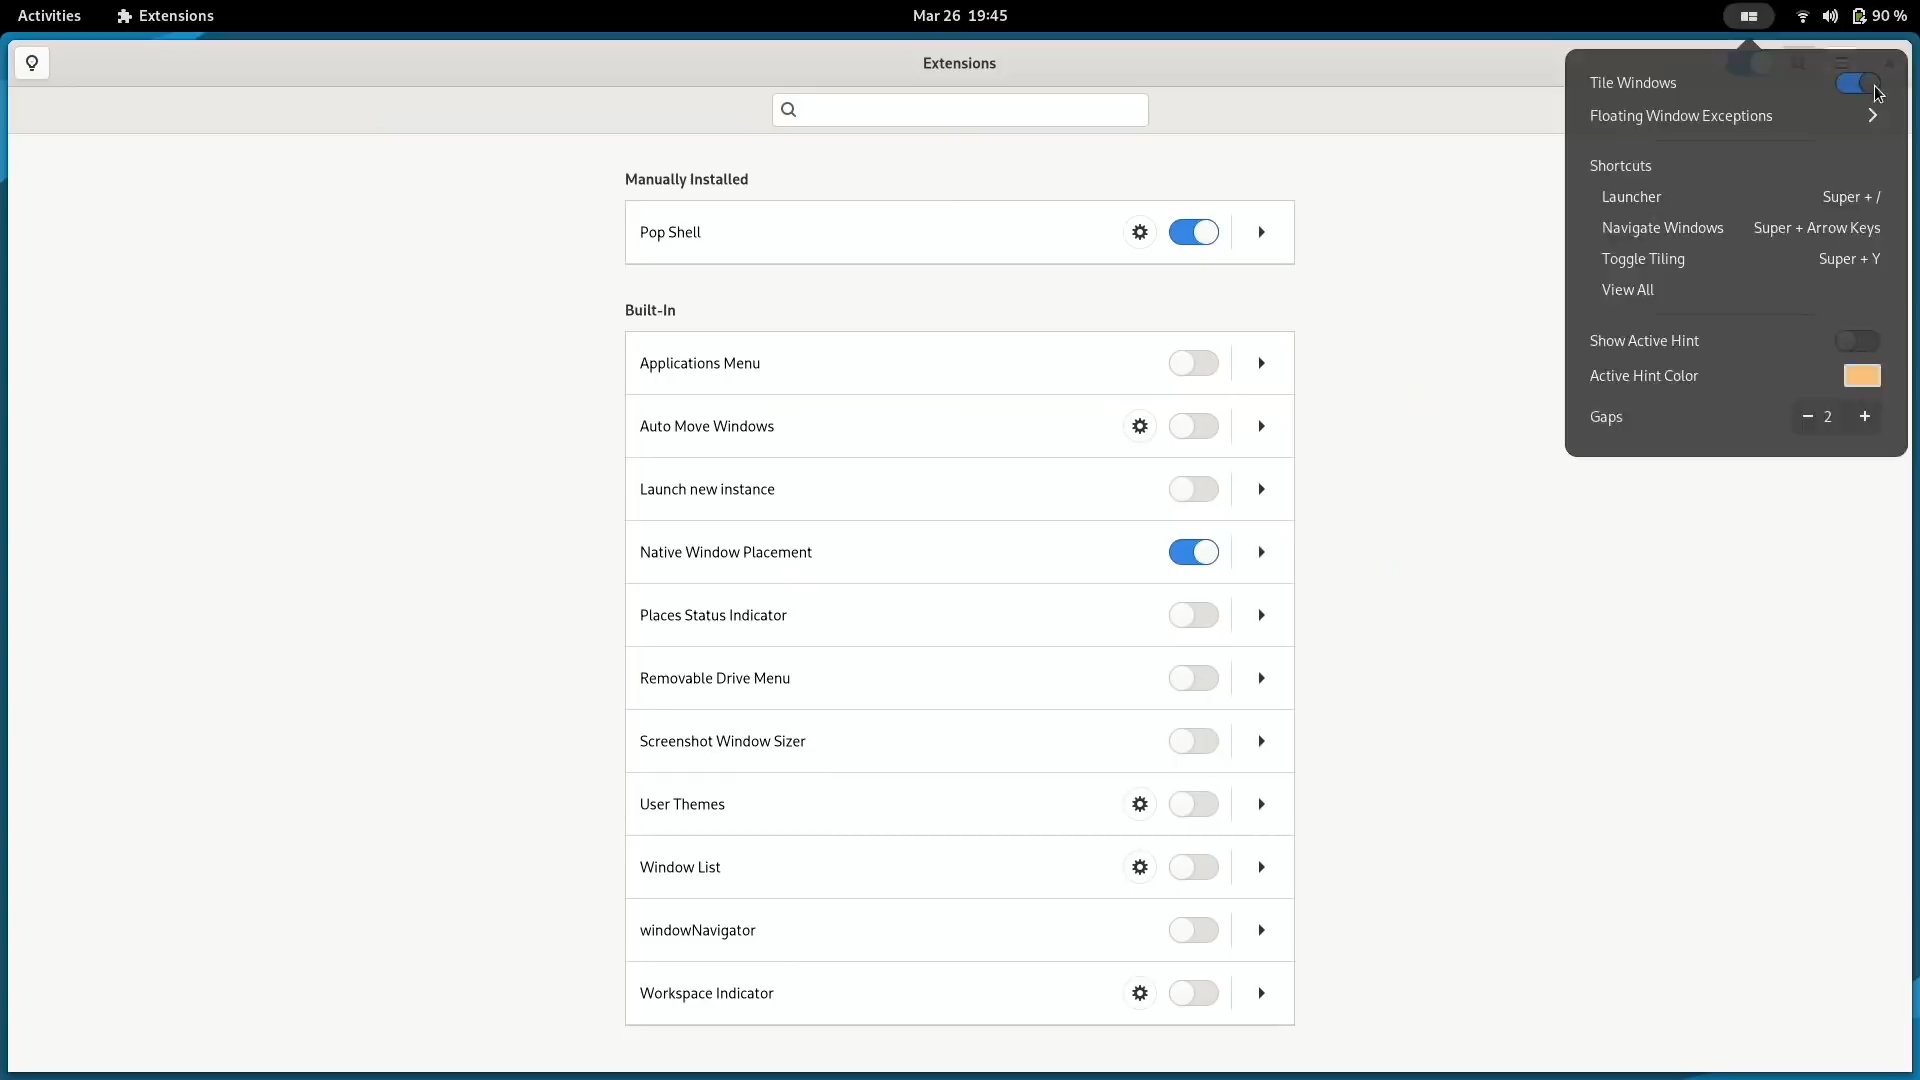 Activities Extensions Mar 26 19:45 90 %
Extensions
Manually Installed
Pop Shell
Built-In
Applications Menu
Auto Move Windows
Launch new instance
Native Window Placement
Places Status Indicator
Removable Drive Menu
Screenshot Window Sizer
User Themes
Window List
windowNavigator
Workspace Indicator
Tile Windows
Floating Window Exceptions
Shortcuts
Launcher Super + /
Navigate Windows Super + Arrow Keys
Toggle Tiling Super + Y
View All
Show Active Hint
Active Hint Color
Gaps − 2 +